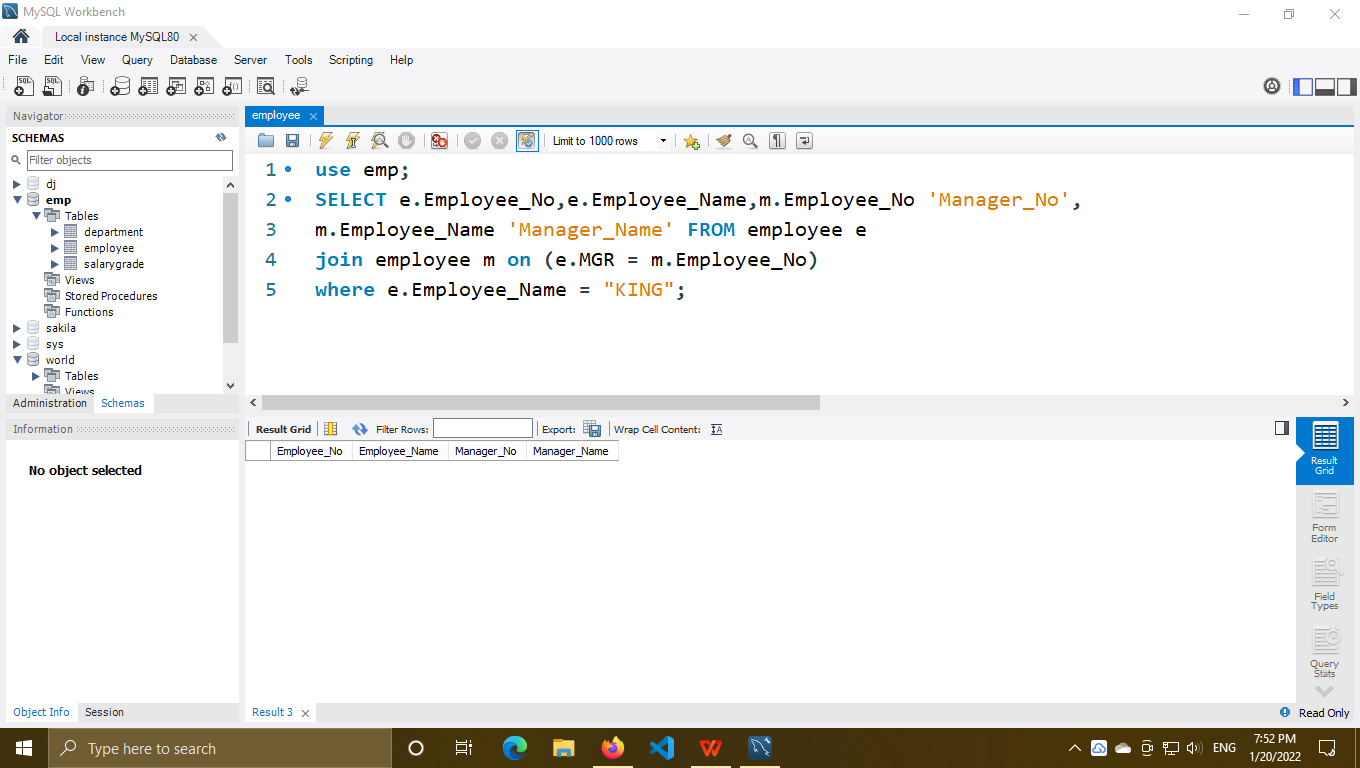 MySQL Workbench
Local instance MySQL80
File Edit View Query Database Server Tools Scripting Help
Navigator
SCHEMAS
Filter objects
dj
emp
Tables
department
employee
salarygrade
Views
Stored Procedures
Functions
sakila
sys
world
Tables
Views
Administration Schemas
Information
No object selected
Object Info Session
employee
Limit to 1000 rows
1 use emp;
2 SELECT e.Employee_No,e.Employee_Name,m.Employee_No 'Manager_No',
3 m.Employee_Name 'Manager_Name' FROM employee e
4 join employee m on (e.MGR = m.Employee_No)
5 where e.Employee_Name = "KING";
Result Grid Filter Rows: Export: Wrap Cell Content:
Employee_No Employee_Name Manager_No Manager_Name
Result
Grid
Form
Editor
Field
Types
Query
Stats
Result 3
Read Only
Type here to search
ENG
7:52 PM
1/20/2022